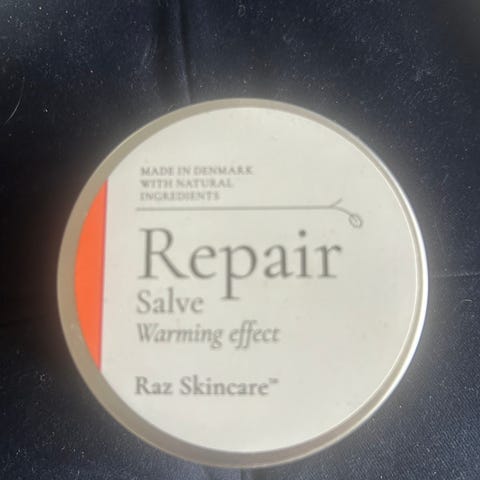 MADE IN DENMARK
WITH NATURAL
INGREDIENTS
Repair
Salve
Warming effect
Raz Skincare™